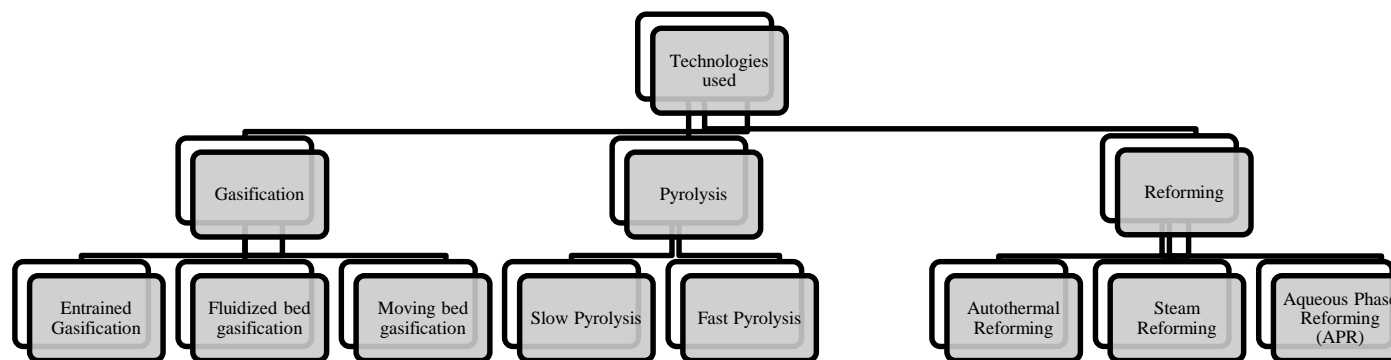 Technologies
used
Gasification
Pyrolysis
Reforming
Entrained
Gasification
Fluidized bed
gasification
Moving bed
gasification
Slow Pyrolysis
Fast Pyrolysis
Autothermal
Reforming
Steam
Reforming
Aqueous Phase
Reforming
(APR)